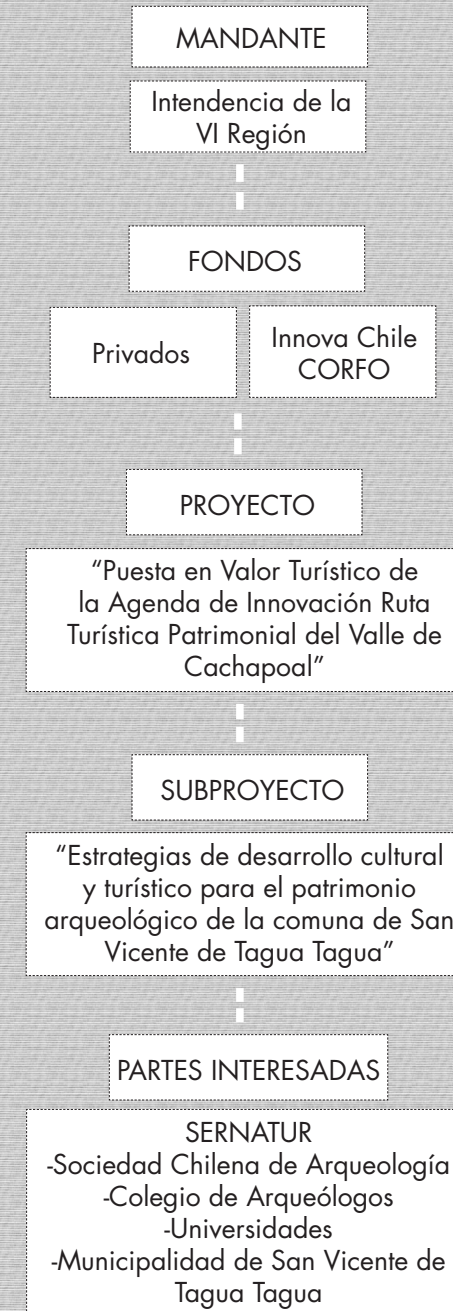 MANDANTE
Intendencia de la
VI Región
FONDOS
Privados
Innova Chile
CORFO
PROYECTO
“Puesta en Valor Turístico de
la Agenda de Innovación Ruta
Turística Patrimonial del Valle de
Cachapoal”
SUBPROYECTO
“Estrategias de desarrollo cultural
y turístico para el patrimonio
arqueológico de la comuna de San
Vicente de Tagua Tagua”
PARTES INTERESADAS
SERNATUR
-Sociedad Chilena de Arqueología
-Colegio de Arqueólogos
-Universidades
-Municipalidad de San Vicente de
Tagua Tagua